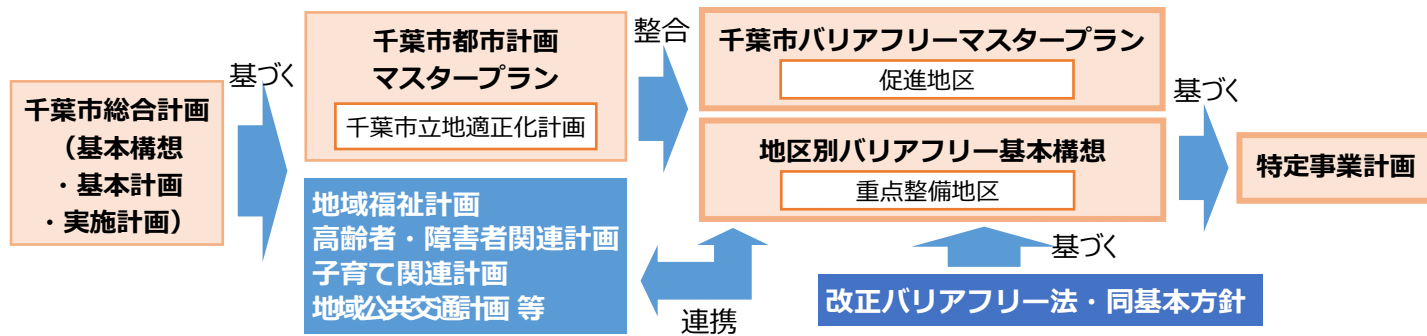 千葉市総合計画
（基本構想
・基本計画
・実施計画）
基づく
千葉市都市計画
マスタープラン
千葉市立地適正化計画
地域福祉計画
高齢者・障害者関連計画
子育て関連計画
地域公共交通計画 等
整合
連携
千葉市バリアフリーマスタープラン
促進地区
地区別バリアフリー基本構想
重点整備地区
基づく
改正バリアフリー法・同基本方針
基づく
特定事業計画